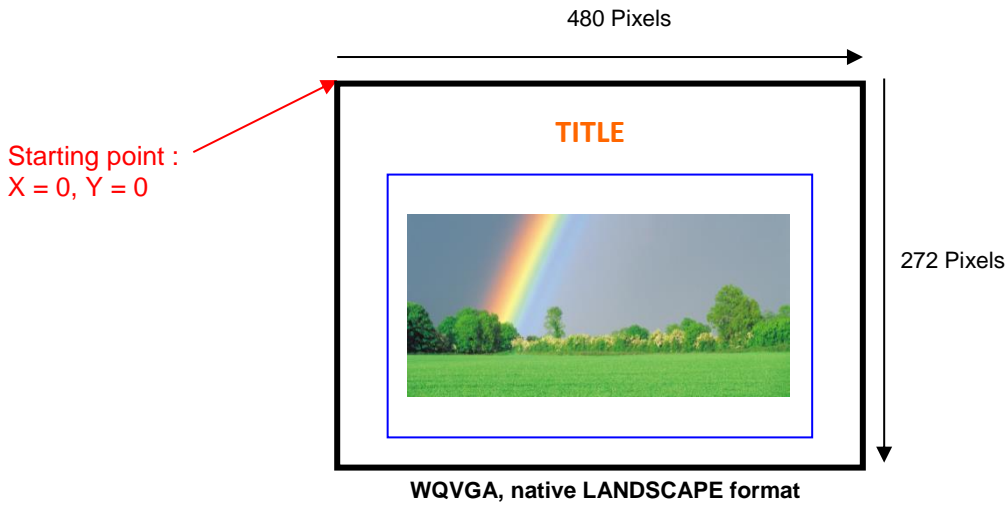 480 Pixels
TITLE
Starting point :
X = 0, Y = 0
272 Pixels
WQVGA, native LANDSCAPE format